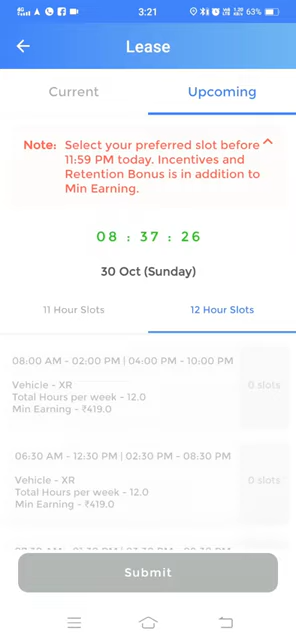 3:21
63%
Lease
Current
Upcoming
Note: Select your preferred slot before
11:59 PM today. Incentives and
Retention Bonus is in addition to
Min Earning.
08 : 37 : 26
30 Oct (Sunday)
11 Hour Slots
12 Hour Slots
08:00 AM - 02:00 PM | 04:00 PM - 10:00 PM
0 slots
Vehicle - XR
Total Hours per week - 12.0
Min Earning - ₹419.0
06:30 AM - 12:30 PM | 02:30 PM - 08:30 PM
0 slots
Vehicle - XR
Total Hours per week - 12.0
Min Earning - ₹419.0
Submit